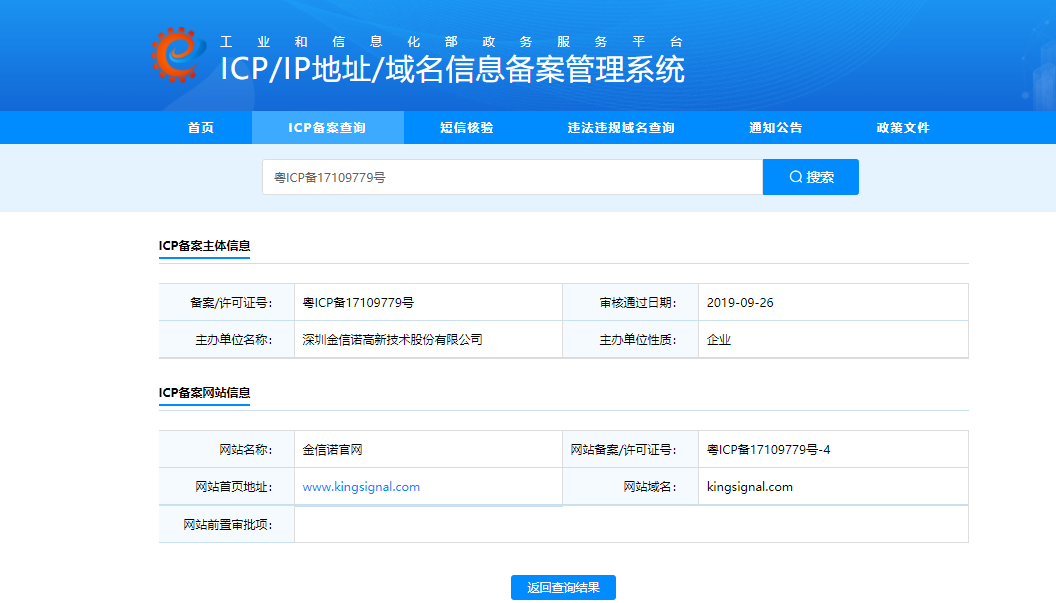 工业和信息化部政务服务平台
ICP/IP地址/域名信息备案管理系统
首页 ICP备案查询 短信核验 违法违规域名查询 通知公告 政策文件
粤ICP备17109779号 搜索
ICP备案主体信息
备案/许可证号： 粤ICP备17109779号 审核通过日期： 2019-09-26
主办单位名称： 深圳金信诺高新技术股份有限公司 主办单位性质： 企业
ICP备案网站信息
网站名称： 金信诺官网 网站备案/许可证号： 粤ICP备17109779号-4
网站首页地址： www.kingsignal.com 网站域名： kingsignal.com
网站前置审批项：
返回查询结果